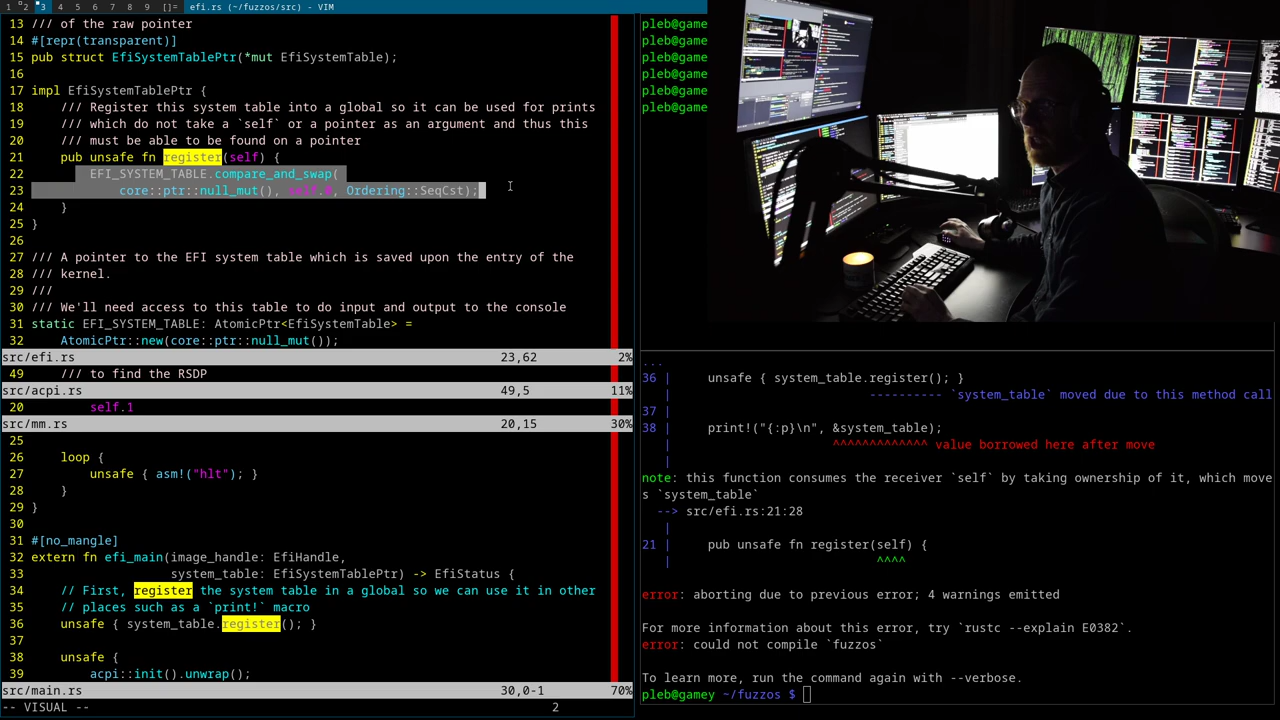 1 2 3 4 5 6 7 8 9 []= efi.rs (~/fuzzos/src) - VIM
13 /// of the raw pointer
14 #[repr(transparent)]
15 pub struct EfiSystemTablePtr(*mut EfiSystemTable);
16
17 impl EfiSystemTablePtr {
18 /// Register this system table into a global so it can be used for prints
19 /// which do not take a `self` or a pointer as an argument and thus this
20 /// must be able to be found on a pointer
21 pub unsafe fn register(self) {
22 EFI_SYSTEM_TABLE.compare_and_swap(
23 core::ptr::null_mut(), self.0, Ordering::SeqCst);
24 }
25 }
26
27 /// A pointer to the EFI system table which is saved upon the entry of the
28 /// kernel.
29 ///
30 /// We'll need access to this table to do input and output to the console
31 static EFI_SYSTEM_TABLE: AtomicPtr<EfiSystemTable> =
32 AtomicPtr::new(core::ptr::null_mut());
src/efi.rs 23,62 2%
49 /// to find the RSDP
src/acpi.rs 49,5 11%
20 self.1
src/mm.rs 20,15 30%
25
26 loop {
27 unsafe { asm!("hlt"); }
28 }
29 }
30
31 #[no_mangle]
32 extern fn efi_main(image_handle: EfiHandle,
33 system_table: EfiSystemTablePtr) -> EfiStatus {
34 // First, register the system table in a global so we can use it in other
35 // places such as a `print!` macro
36 unsafe { system_table.register(); }
37
38 unsafe {
39 acpi::init().unwrap();
src/main.rs 30,0-1 70%
-- VISUAL -- 2
pleb@game
pleb@game
pleb@game
pleb@game
pleb@game
pleb@game
...
36 | unsafe { system_table.register(); }
| ---------- `system_table` moved due to this method call
37 |
38 | print!("{:p}\n", &system_table);
| ^^^^^^^^^^^^^ value borrowed here after move
|
note: this function consumes the receiver `self` by taking ownership of it, which move
s `system_table`
--> src/efi.rs:21:28
|
21 | pub unsafe fn register(self) {
| ^^^^
error: aborting due to previous error; 4 warnings emitted
For more information about this error, try `rustc --explain E0382`.
error: could not compile `fuzzos`
To learn more, run the command again with --verbose.
pleb@gamey ~/fuzzos $